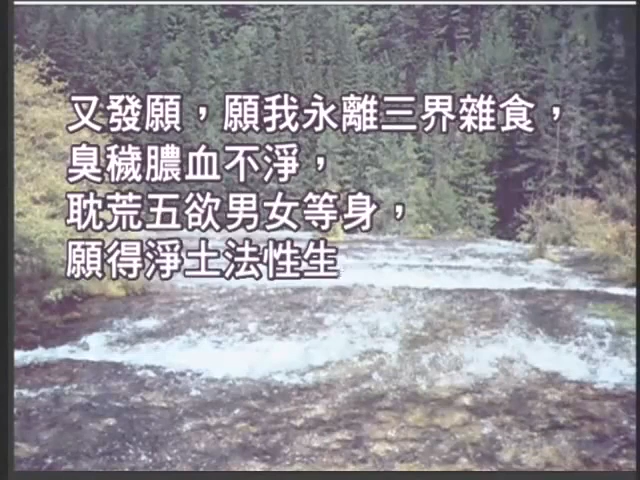 又發願，願我永離三界雜食，
臭穢膿血不淨，
耽荒五欲男女等身，
願得淨土法性生